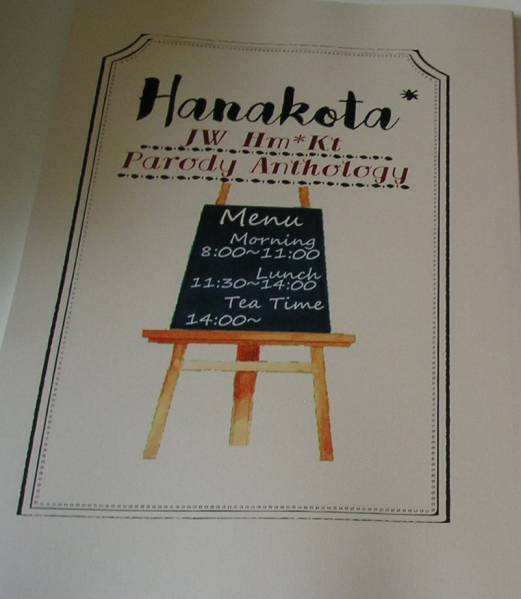 Hanakota*
JW Hm*Kt
Parody Anthology
Menu
Morning
8:00~11:00
Lunch
11:30~14:00
Tea Time
14:00~